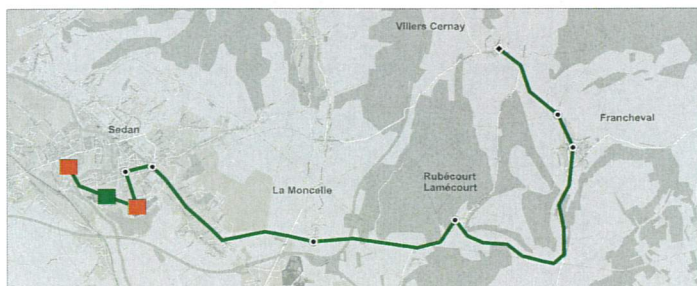 Villers Cernay
Francheval
Sedan
Rubécourt
Lamécourt
La Moncelle